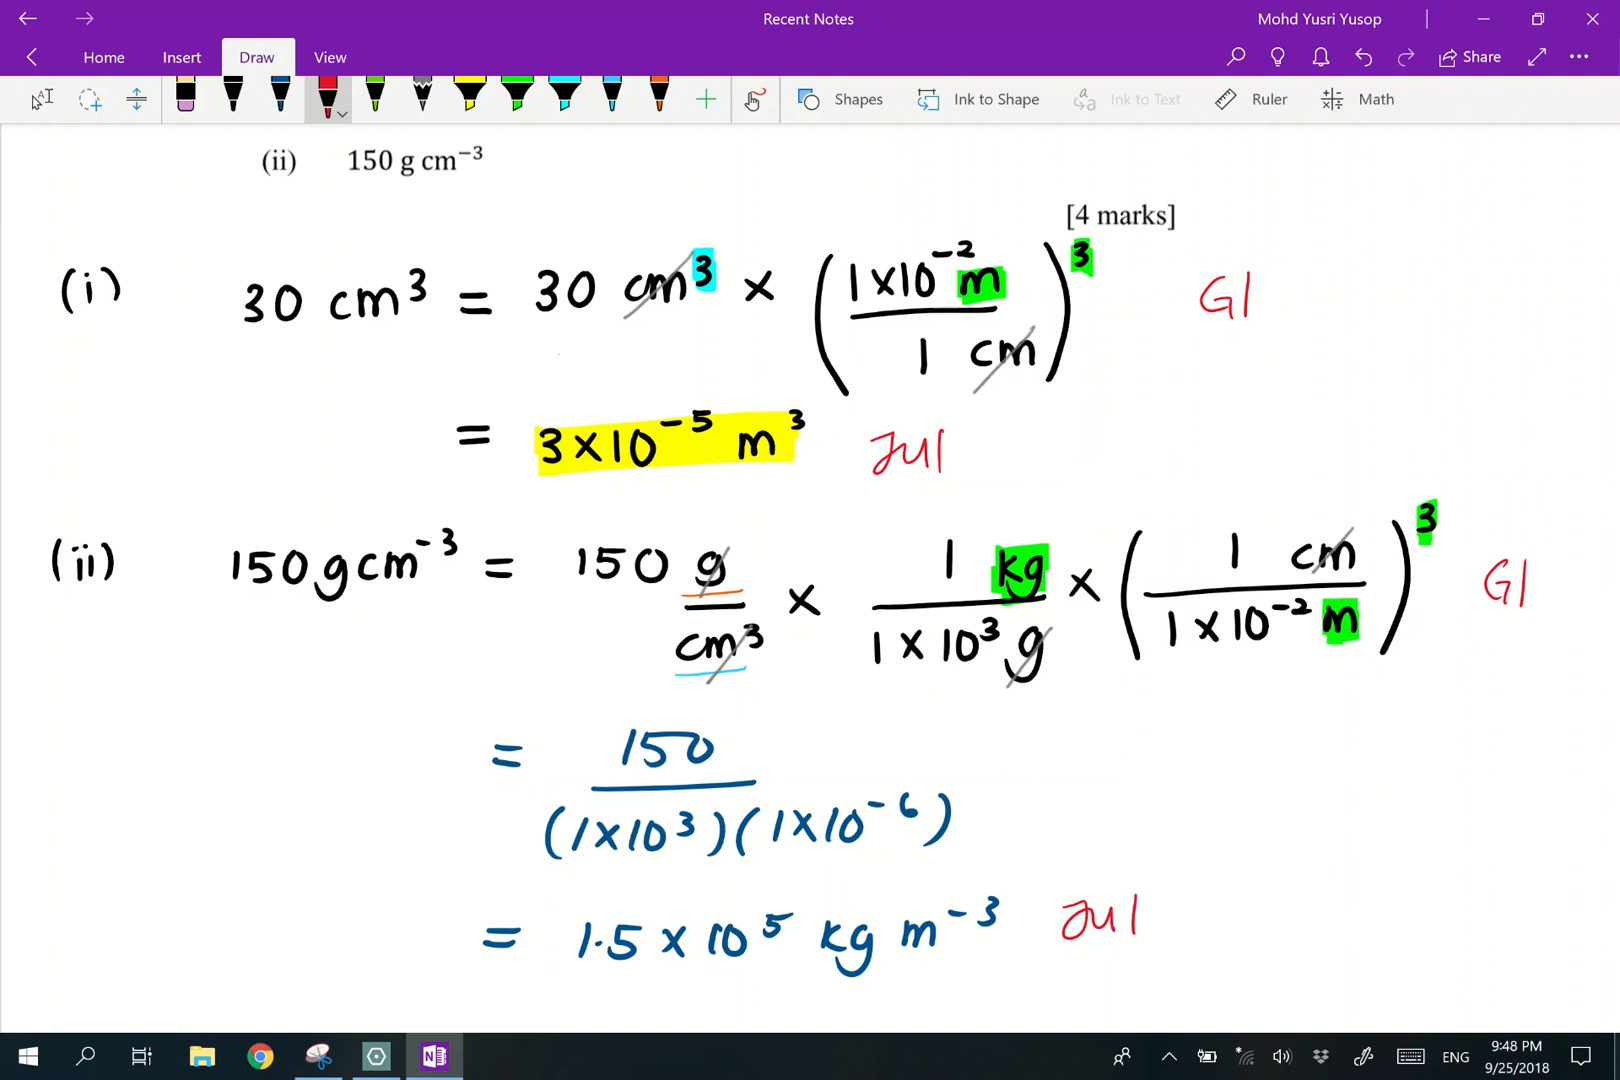 Recent Notes
Mohd Yusri Yusop
Home Insert Draw View
Share
Shapes Ink to Shape Ink to Text Ruler Math
(ii) 150 g cm⁻³
[4 marks]
(i) 30 cm³ = 30 cm³ × (1×10⁻² m / 1 cm)³ G1
= 3×10⁻⁵ m³ JU1
(ii) 150 g cm⁻³ = 150 g / cm³ × 1 kg / 1×10³ g × (1 cm / 1×10⁻² m)³ G1
= 150 / (1×10³)(1×10⁻⁶)
= 1.5 × 10⁵ kg m⁻³ JU1
ENG
9:48 PM
9/25/2018